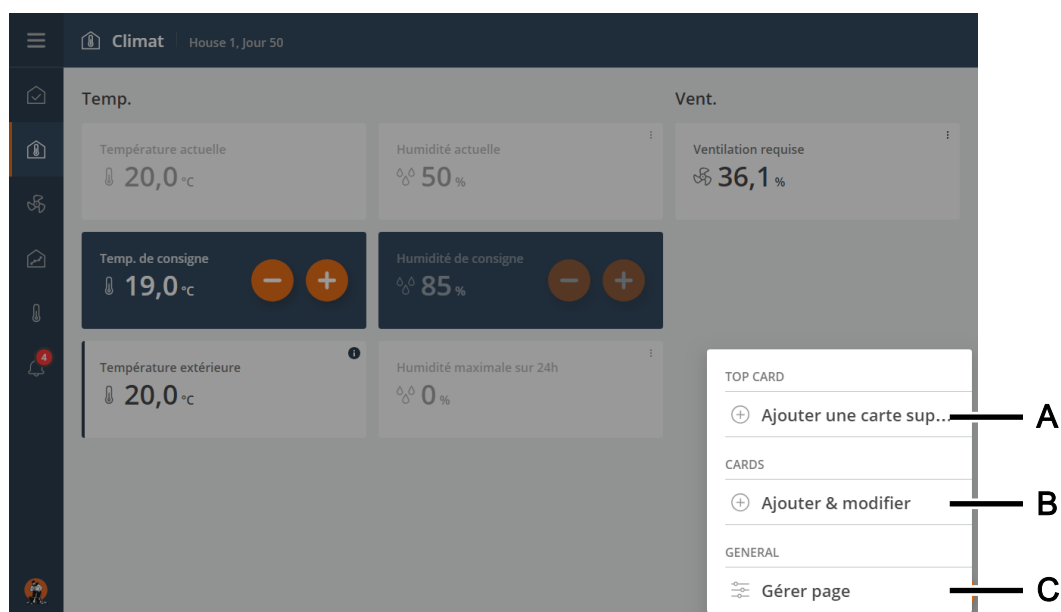 Climat House 1, Jour 50
Temp.
Vent.
Température actuelle
20,0 °C
Humidité actuelle
50 %
Ventilation requise
36,1 %
Temp. de consigne
19,0 °C
Humidité de consigne
85 %
Température extérieure
20,0 °C
Humidité maximale sur 24h
0 %
4
TOP CARD
Ajouter une carte sup... A
CARDS
Ajouter & modifier B
GENERAL
Gérer page C